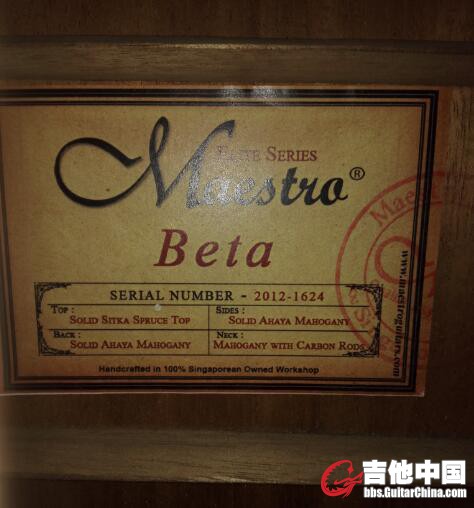 ELITE SERIES
Maestro®
Beta
SERIAL NUMBER - 2012-1624
TOP :
SOLID SITKA SPRUCE TOP
SIDES :
SOLID AHAYA MAHOGANY
BACK :
SOLID AHAYA MAHOGANY
NECK :
MAHOGANY WITH CARBON RODS
Handcrafted in 100% Singaporean Owned Workshop
www.maestroguitars.com
吉他中国
bbs.GuitarChina.com